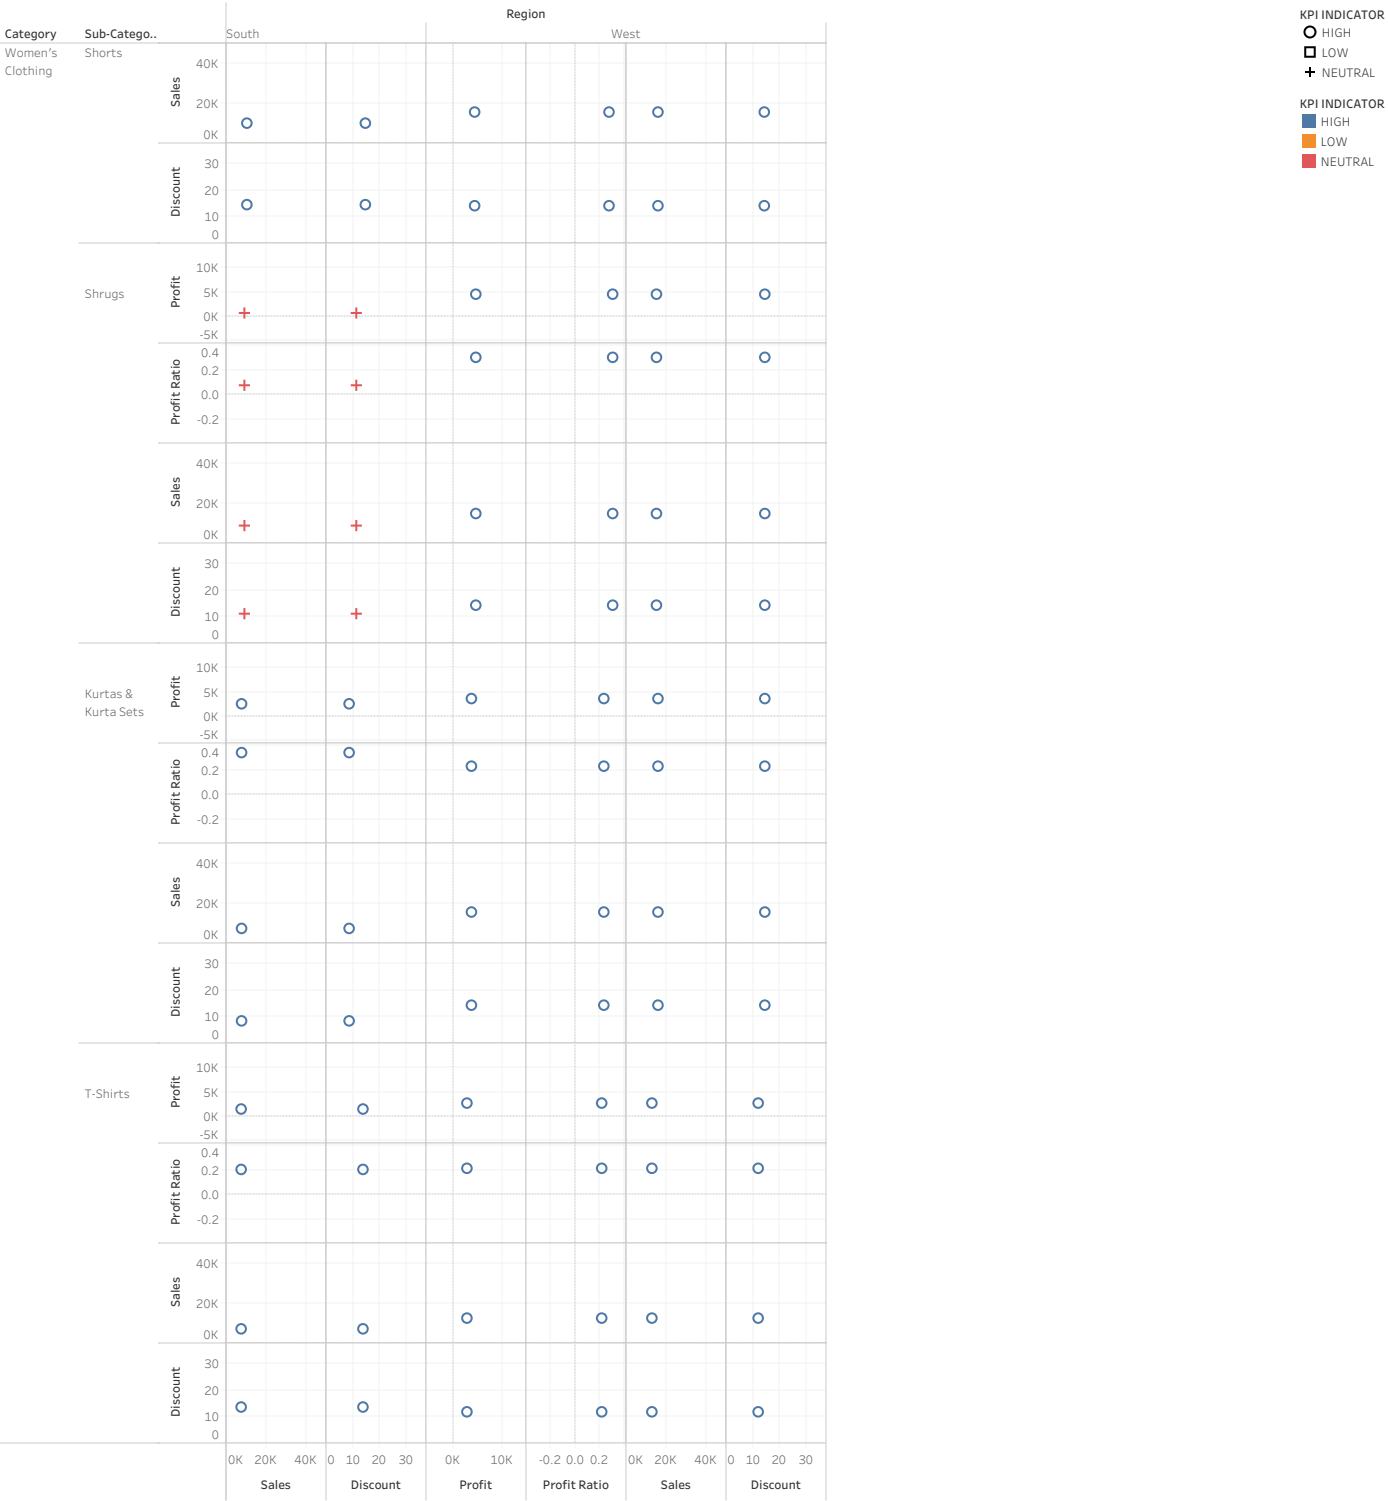 Region
Category Sub-Catego.. South West
Women's
Clothing
Shorts
Sales
40K
20K
0K
Discount
30
20
10
0
Shrugs
Profit
10K
5K
0K
-5K
Profit Ratio
0.4
0.2
0.0
-0.2
Sales
40K
20K
0K
Discount
30
20
10
0
Kurtas &
Kurta Sets
Profit
10K
5K
0K
-5K
Profit Ratio
0.4
0.2
0.0
-0.2
Sales
40K
20K
0K
Discount
30
20
10
0
T-Shirts
Profit
10K
5K
0K
-5K
Profit Ratio
0.4
0.2
0.0
-0.2
Sales
40K
20K
0K
Discount
30
20
10
0
0K 20K 40K 0 10 20 30 0K 10K -0.2 0.0 0.2 0K 20K 40K 0 10 20 30
Sales Discount Profit Profit Ratio Sales Discount
KPI INDICATOR
HIGH
LOW
NEUTRAL
KPI INDICATOR
HIGH
LOW
NEUTRAL